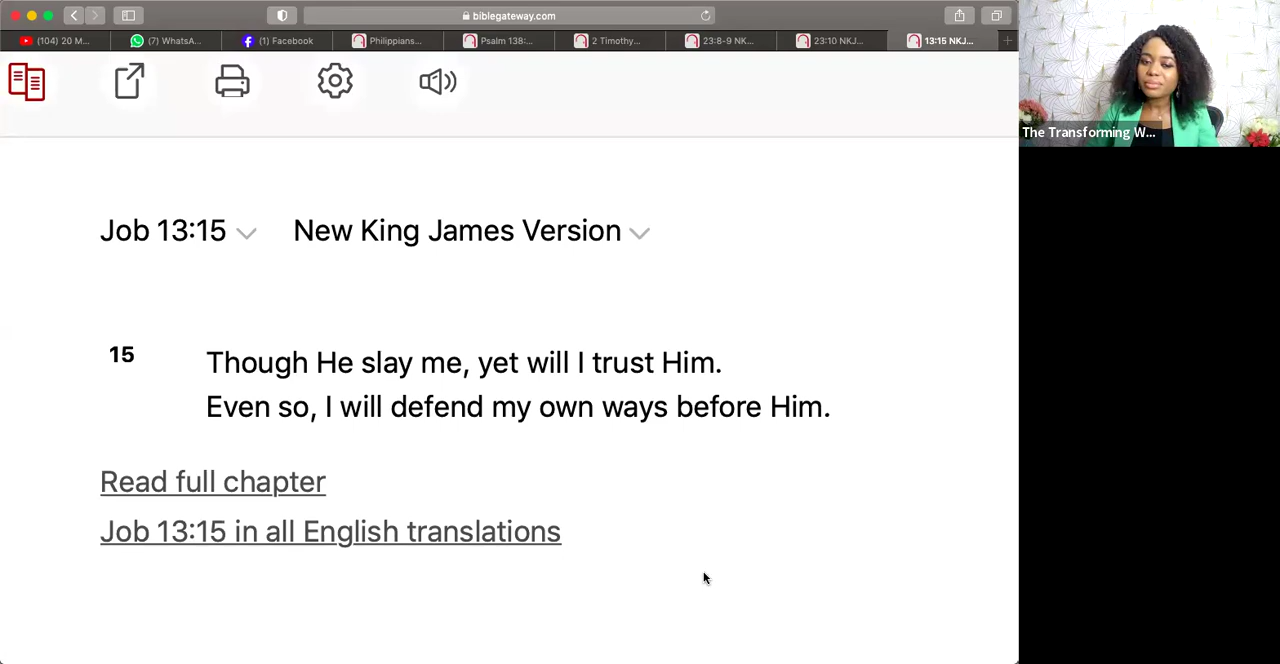 biblegateway.com
(104) 20 M...
(7) WhatsA...
(1) Facebook
Philippians...
Psalm 138:...
2 Timothy...
23:8-9 NK...
23:10 NKJ...
13:15 NKJ...
The Transforming W...
Job 13:15
New King James Version
15 Though He slay me, yet will I trust Him.
Even so, I will defend my own ways before Him.
Read full chapter
Job 13:15 in all English translations